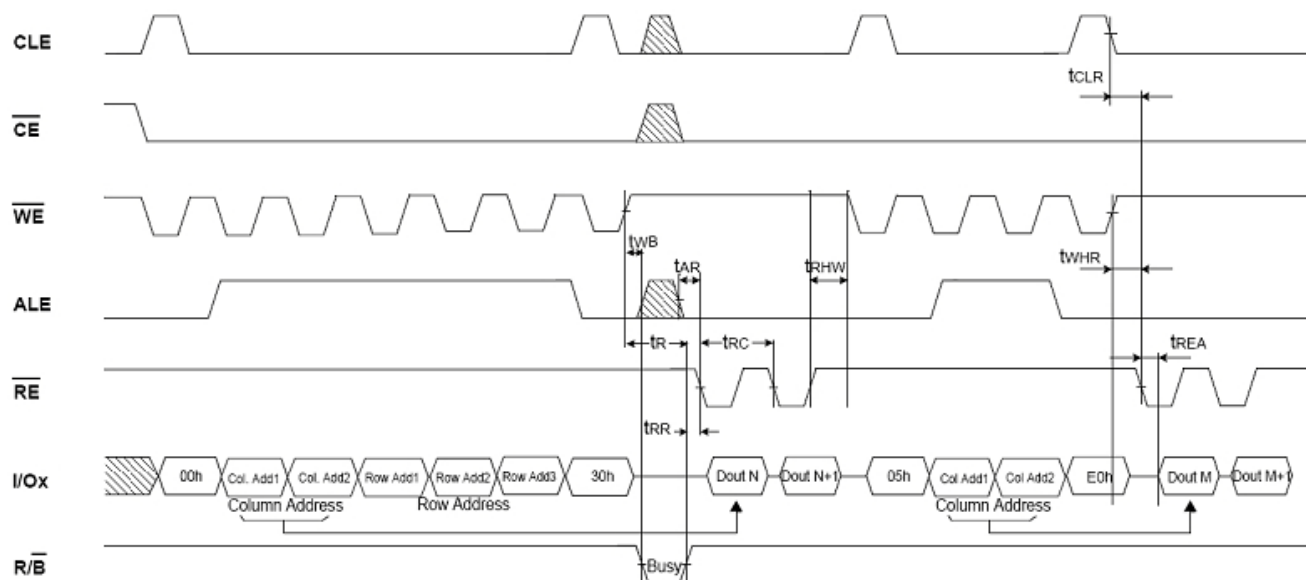 CLE
tCLR
CE
WE
tWB
tAR
tRHW
tWHR
ALE
tR
tRC
tREA
RE
tRR
I/Ox
00h Col. Add1 Col. Add2 Row Add1 Row Add2 Row Add3 30h Dout N Dout N+1 05h Col Add1 Col Add2 E0h Dout M Dout M+1
Column Address Row Address Column Address
R/B
Busy